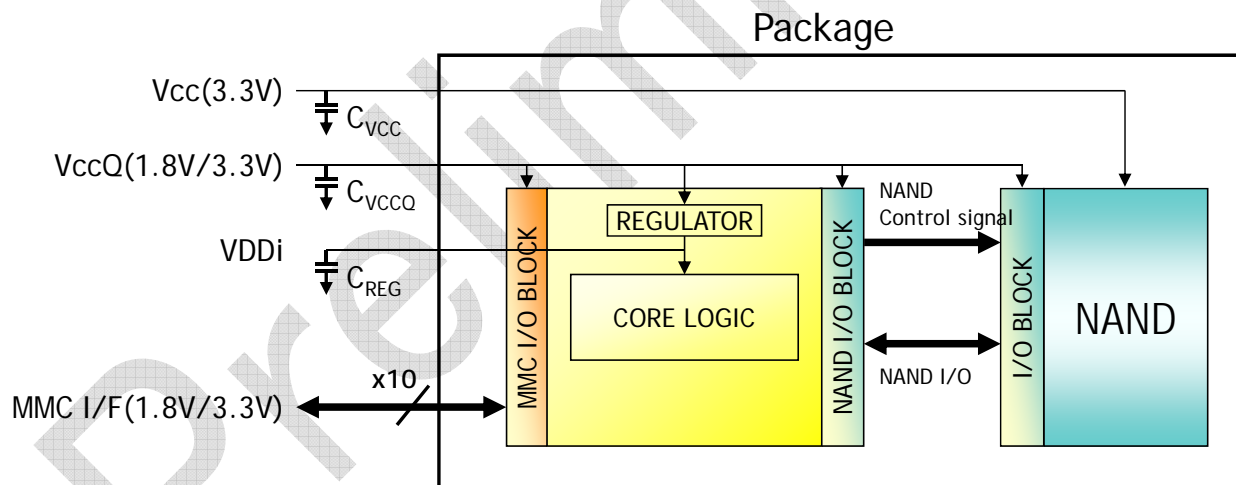 Package
Vcc(3.3V)
CVCC
VccQ(1.8V/3.3V)
CVCCQ
NAND
Control signal
REGULATOR
VDDi
CREG
MMC I/O BLOCK
CORE LOGIC
NAND I/O BLOCK
I/O BLOCK
NAND
NAND I/O
x10
MMC I/F(1.8V/3.3V)
Prelim